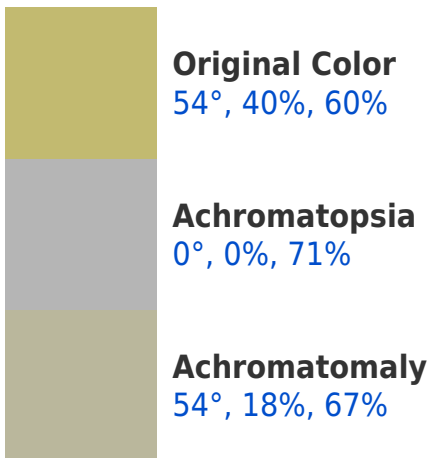 Original Color
54°, 40%, 60%
Achromatopsia
0°, 0%, 71%
Achromatomaly
54°, 18%, 67%